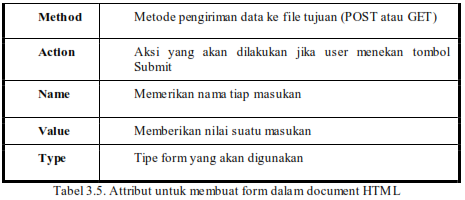 Method Metode pengiriman data ke file tujuan (POST atau GET)
Action Aksi yang akan dilakukan jika user menekan tombol
Submit
Name Memerikan nama tiap masukan
Value Memberikan nilai suatu masukan
Type Tipe form yang akan digunakan
Tabel 3.5. Attribut untuk membuat form dalam document HTML